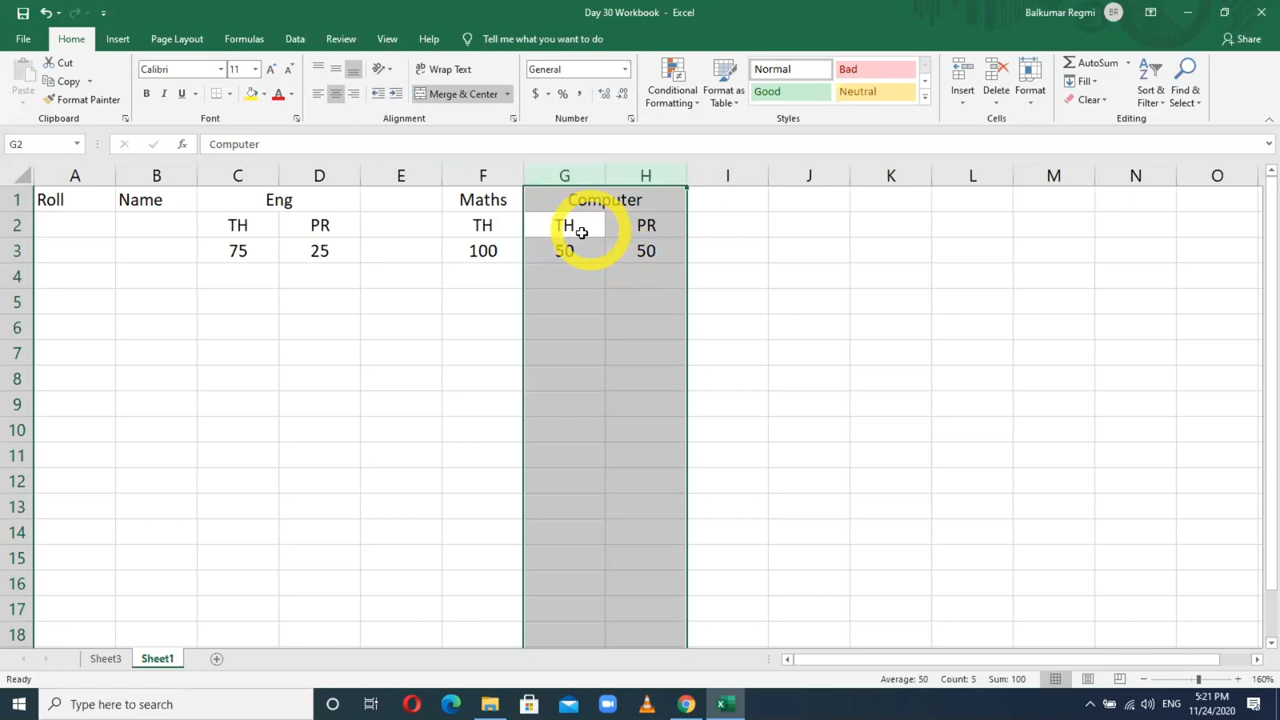 Day 30 Workbook - Excel
Balkumar Regmi BR
File Home Insert Page Layout Formulas Data Review View Help Tell me what you want to do Share
Paste Cut Copy Format Painter Clipboard
Calibri 11 B I U A Font
Wrap Text Merge & Center Alignment
General $ % , Number
Conditional Formatting Format as Table Normal Bad Good Neutral Styles
Insert Delete Format Cells
AutoSum Fill Clear Sort & Filter Find & Select Editing
G2 fx Computer
A B C D E F G H I J K L M N O
1 Roll Name Eng Maths Computer
2 TH PR TH TH PR
3 75 25 100 50 50
4
5
6
7
8
9
10
11
12
13
14
15
16
17
18
Sheet3 Sheet1
Ready Average: 50 Count: 5 Sum: 100 160%
Type here to search ENG 5:21 PM
11/24/2020